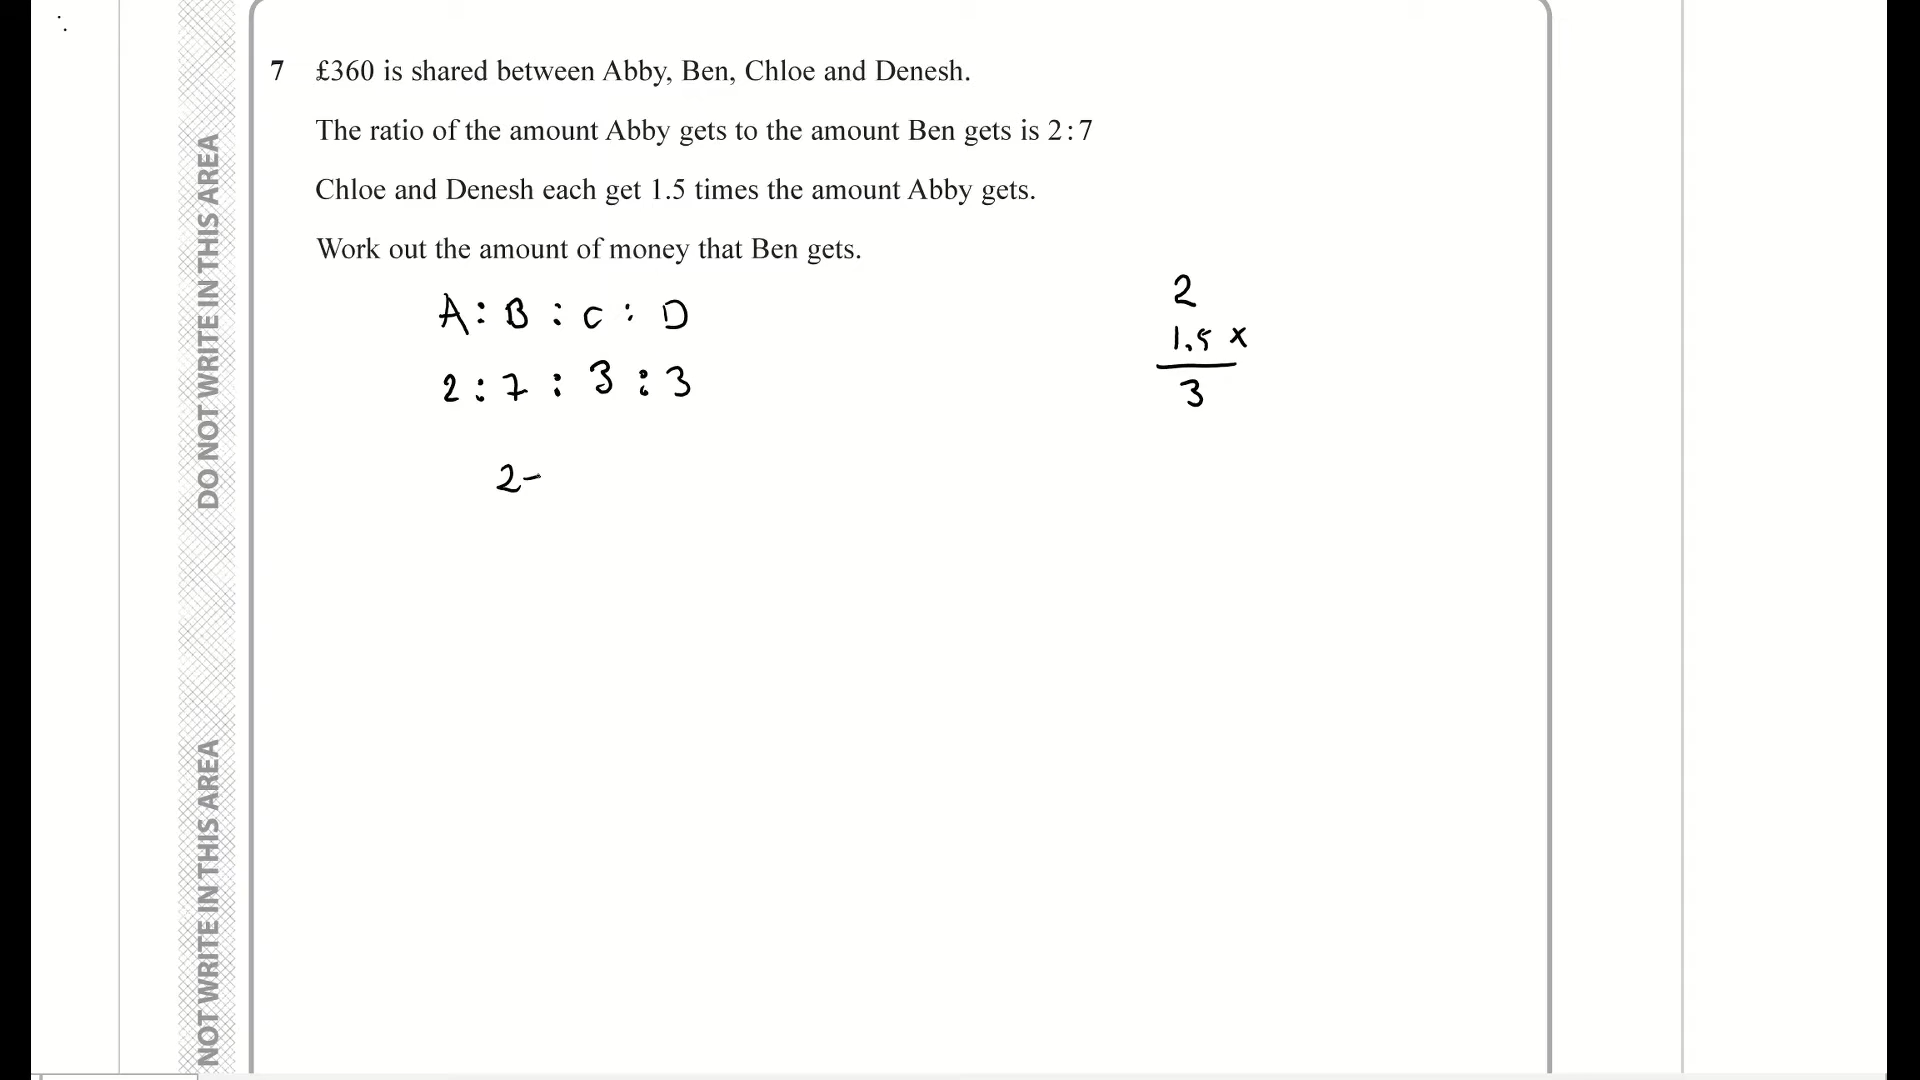 7 £360 is shared between Abby, Ben, Chloe and Denesh.
The ratio of the amount Abby gets to the amount Ben gets is 2:7
Chloe and Denesh each get 1.5 times the amount Abby gets.
Work out the amount of money that Ben gets.
A : B : C : D
2 : 7 : 3 : 3
2-
2
1.5 x
3
DO NOT WRITE IN THIS AREA
NOT WRITE IN THIS AREA